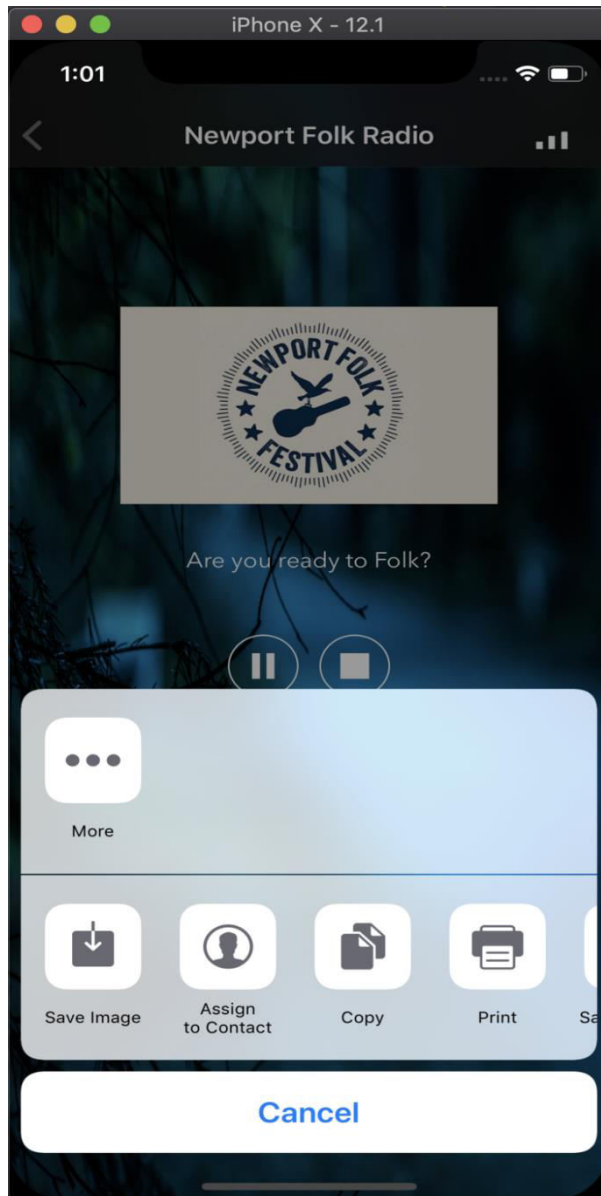 iPhone X - 12.1
1:01
Newport Folk Radio
NEWPORT FOLK
FESTIVAL
Are you ready to Folk?
More
Save Image
Assign
to Contact
Copy
Print
Sa
Cancel